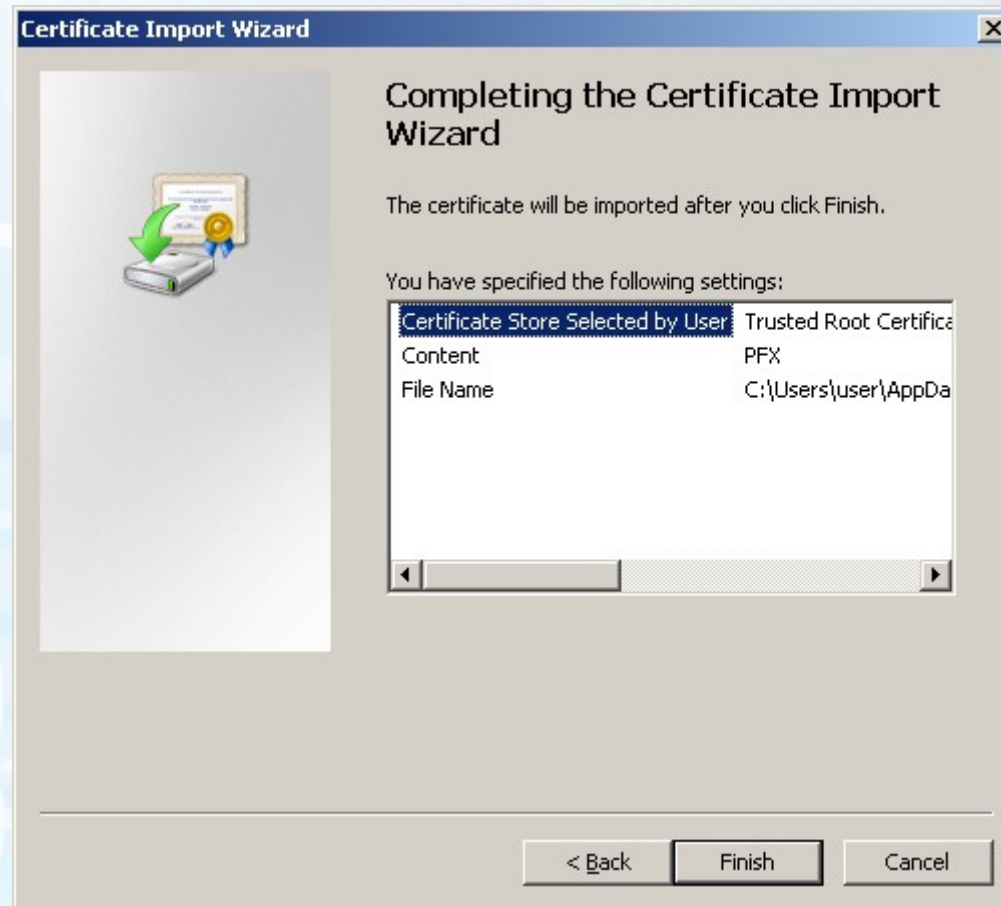 Certificate Import Wizard
Completing the Certificate Import
Wizard
The certificate will be imported after you click Finish.
You have specified the following settings:
Certificate Store Selected by User Trusted Root Certifica
Content PFX
File Name C:\Users\user\AppDa
< Back Finish Cancel